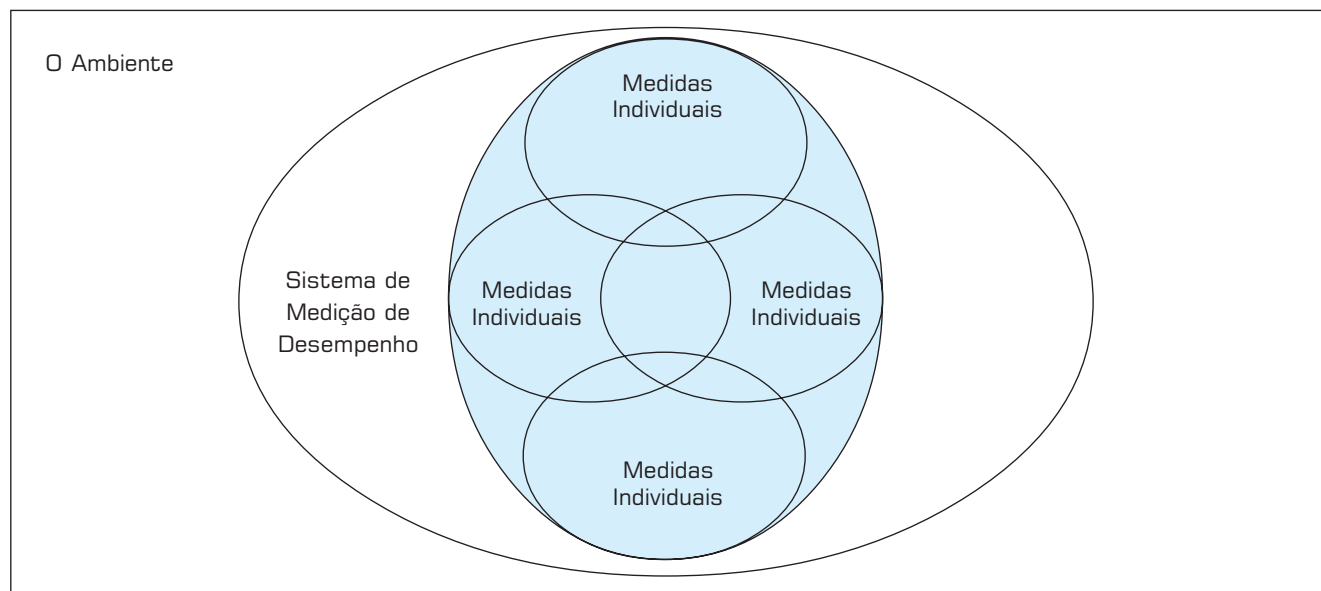 O Ambiente
Medidas
Individuais
Sistema de
Medição de
Desempenho
Medidas
Individuais
Medidas
Individuais
Medidas
Individuais